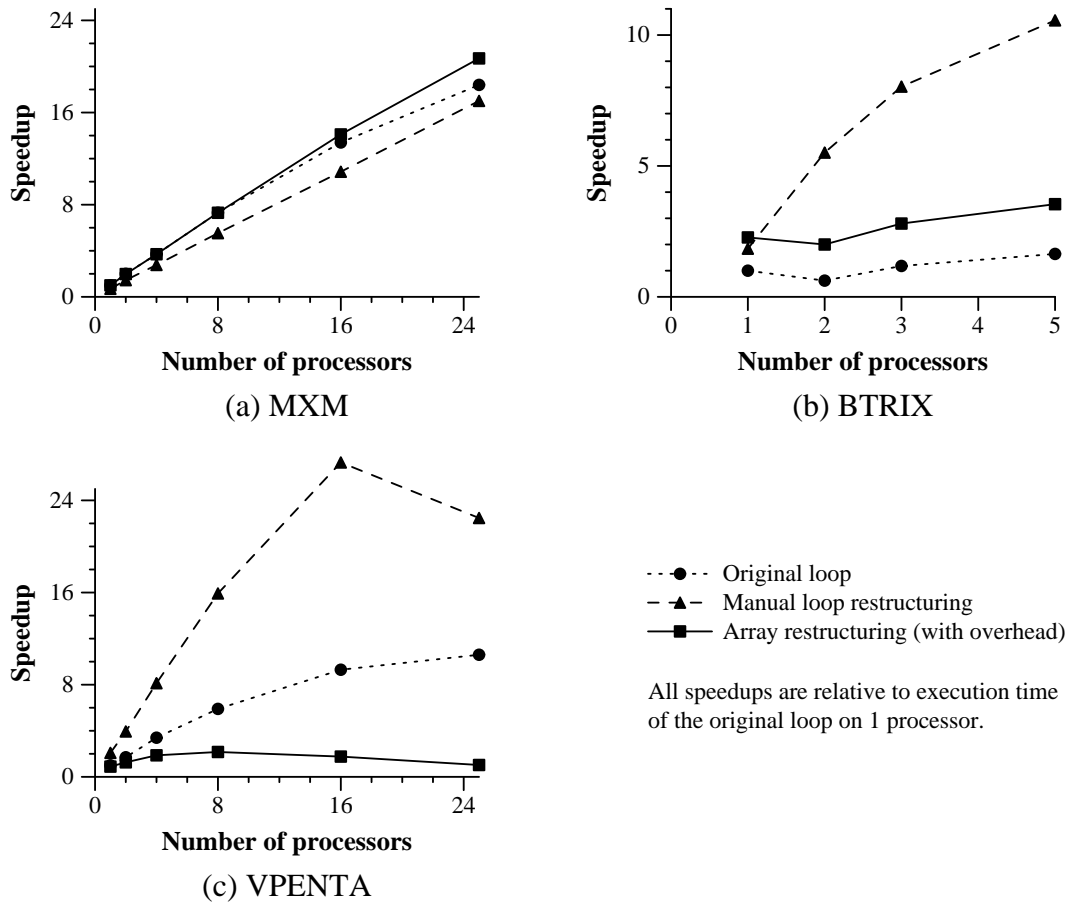 24
16
8
0
Speedup
0
8
16
24
Number of processors
(a) MXM
10
5
0
Speedup
0
1
2
3
4
5
Number of processors
(b) BTRIX
24
16
8
0
Speedup
0
8
16
24
Number of processors
(c) VPENTA
Original loop
Manual loop restructuring
Array restructuring (with overhead)
All speedups are relative to execution time
of the original loop on 1 processor.